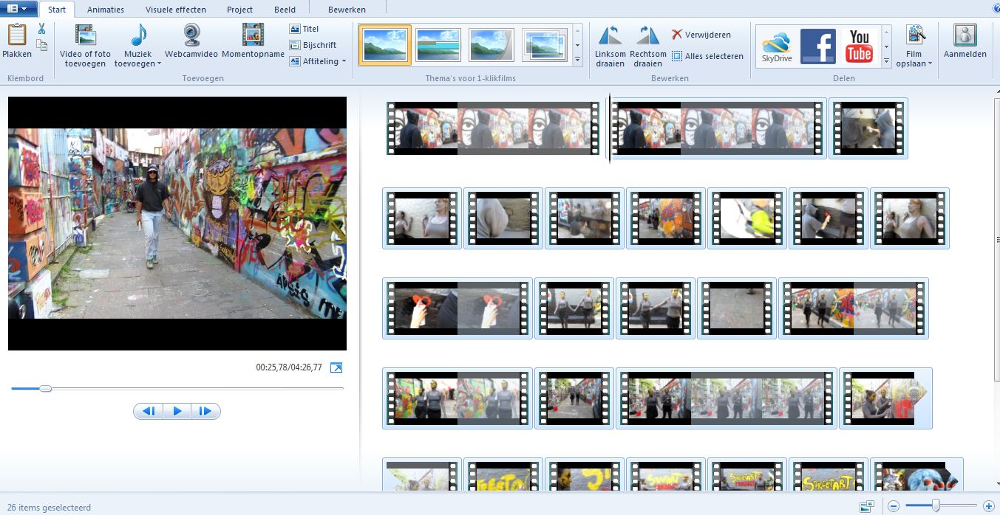 Start
Animaties
Visuele effecten
Project
Beeld
Bewerken
Plakken
Klembord
Video of foto
toevoegen
Muziek
toevoegen
Webcamvideo
Momentopname
Titel
Bijschrift
Aftiteling
Toevoegen
Thema's voor 1-klikfilms
Linksom
draaien
Rechtsom
draaien
Verwijderen
Alles selecteren
Bewerken
SkyDrive
f
You
Tube
Delen
Film
opslaan
Aanmelden
00:25,78/04:26,77
STREETART
26 items geselecteerd